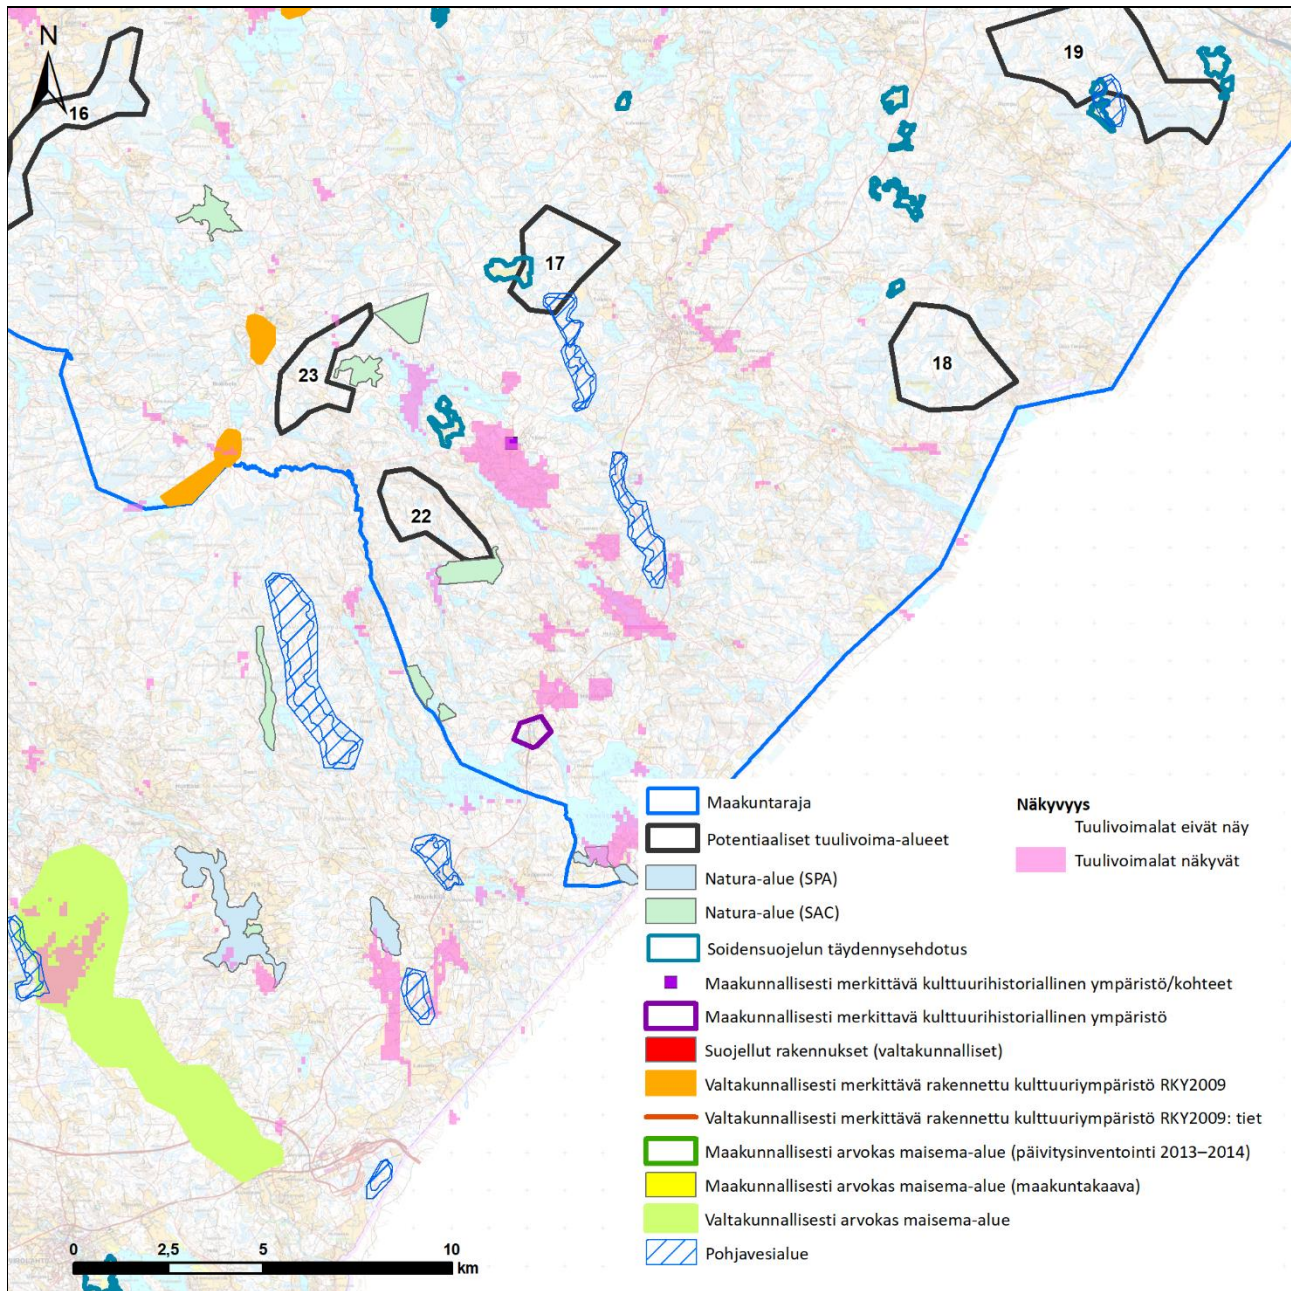 N
16
19
17
18
23
22
Maakuntaraja
Potentiaaliset tuulivoima-alueet
Natura-alue (SPA)
Natura-alue (SAC)
Soidensuojelun täydennysehdotus
Maakunnallisesti merkittävä kulttuurihistoriallinen ympäristö/kohteet
Maakunnallisesti merkittavä kulttuurihistoriallinen ympäristö
Suojellut rakennukset (valtakunnalliset)
Valtakunnallisesti merkittävä rakennettu kulttuuriympäristö RKY2009
Valtakunnallisesti merkittävä rakennettu kulttuuriympäristö RKY2009: tiet
Maakunnallisesti arvokas maisema-alue (päivitysinventointi 2013–2014)
Maakunnallisesti arvokas maisema-alue (maakuntakaava)
Valtakunnallisesti arvokas maisema-alue
Pohjavesialue
Näkyvyys
Tuulivoimalat eivät näy
Tuulivoimalat näkyvät
0 2,5 5 10
km